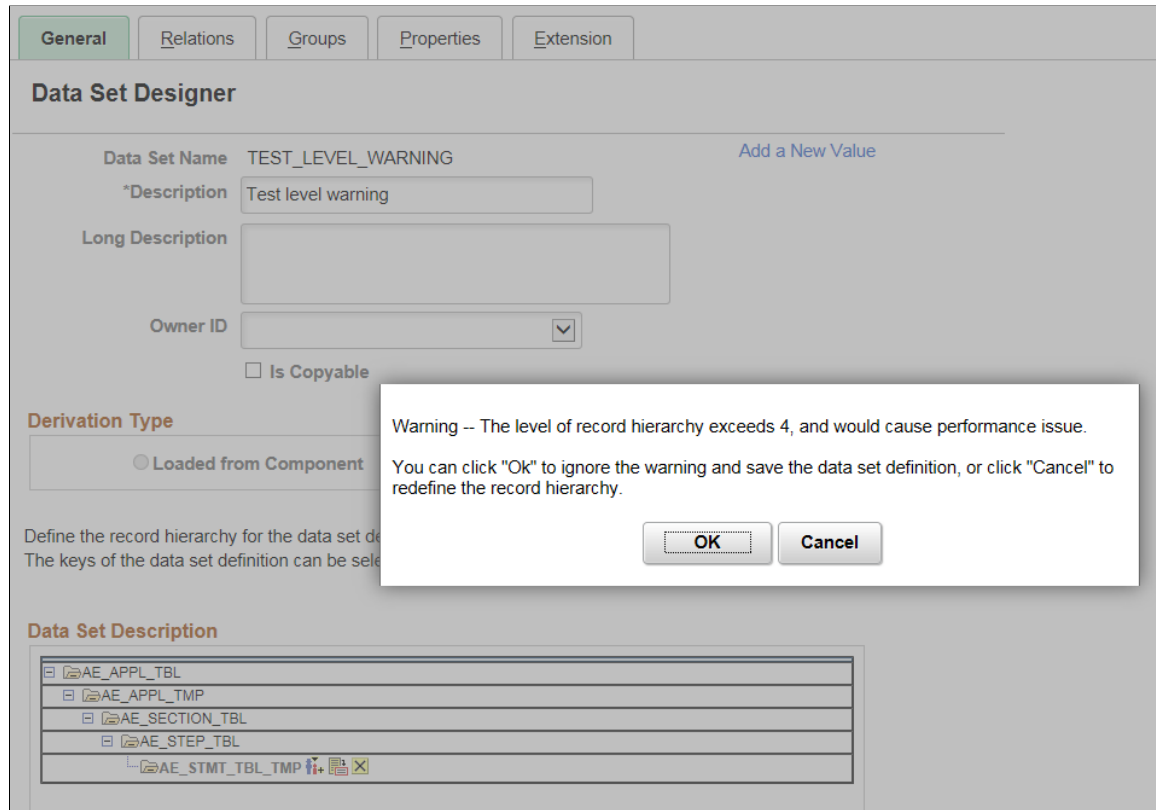 General Relations Groups Properties Extension
Data Set Designer
Data Set Name TEST_LEVEL_WARNING Add a New Value
*Description Test level warning
Long Description
Owner ID
Is Copyable
Derivation Type
Loaded from Component
Warning -- The level of record hierarchy exceeds 4, and would cause performance issue.
You can click "Ok" to ignore the warning and save the data set definition, or click "Cancel" to
redefine the record hierarchy.
OK Cancel
Define the record hierarchy for the data set
The keys of the data set definition can be
Data Set Description
AE_APPL_TBL
AE_APPL_TMP
AE_SECTION_TBL
AE_STEP_TBL
AE_STMT_TBL_TMP